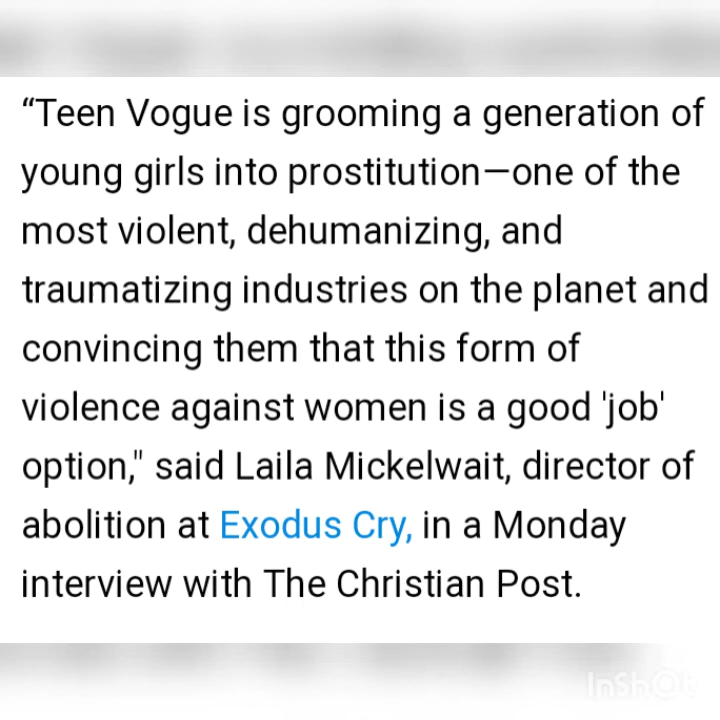 “Teen Vogue is grooming a generation of
young girls into prostitution—one of the
most violent, dehumanizing, and
traumatizing industries on the planet and
convincing them that this form of
violence against women is a good 'job'
option," said Laila Mickelwait, director of
abolition at Exodus Cry, in a Monday
interview with The Christian Post.
InShot